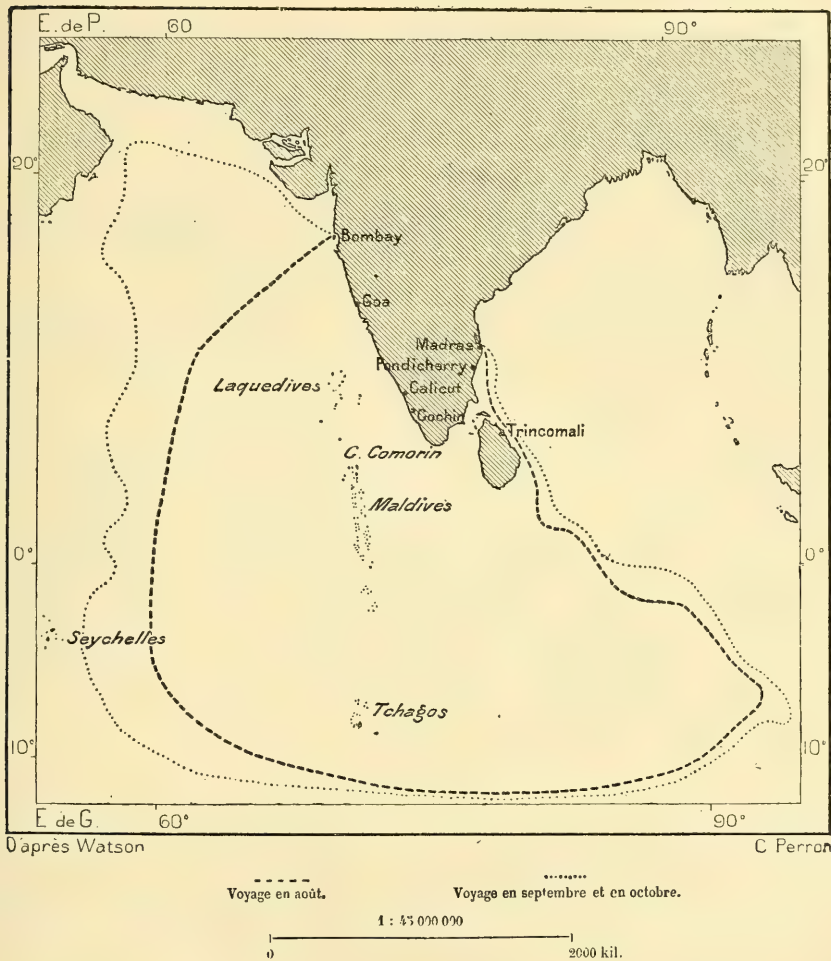 E. de P. 60 90°
20° 20°
Bombay
Goa
Madras
Pondicherry
Laquedives
Calicut
Cochin
Trincomali
C. Comorin
Maldives
0° 0°
Seychelles
Tchagos
10° 10°
E de G. 60° 90°
D'après Watson C Perron
Voyage en août. Voyage en septembre et en octobre.
1 : 43 000 000
0 2000 kil.